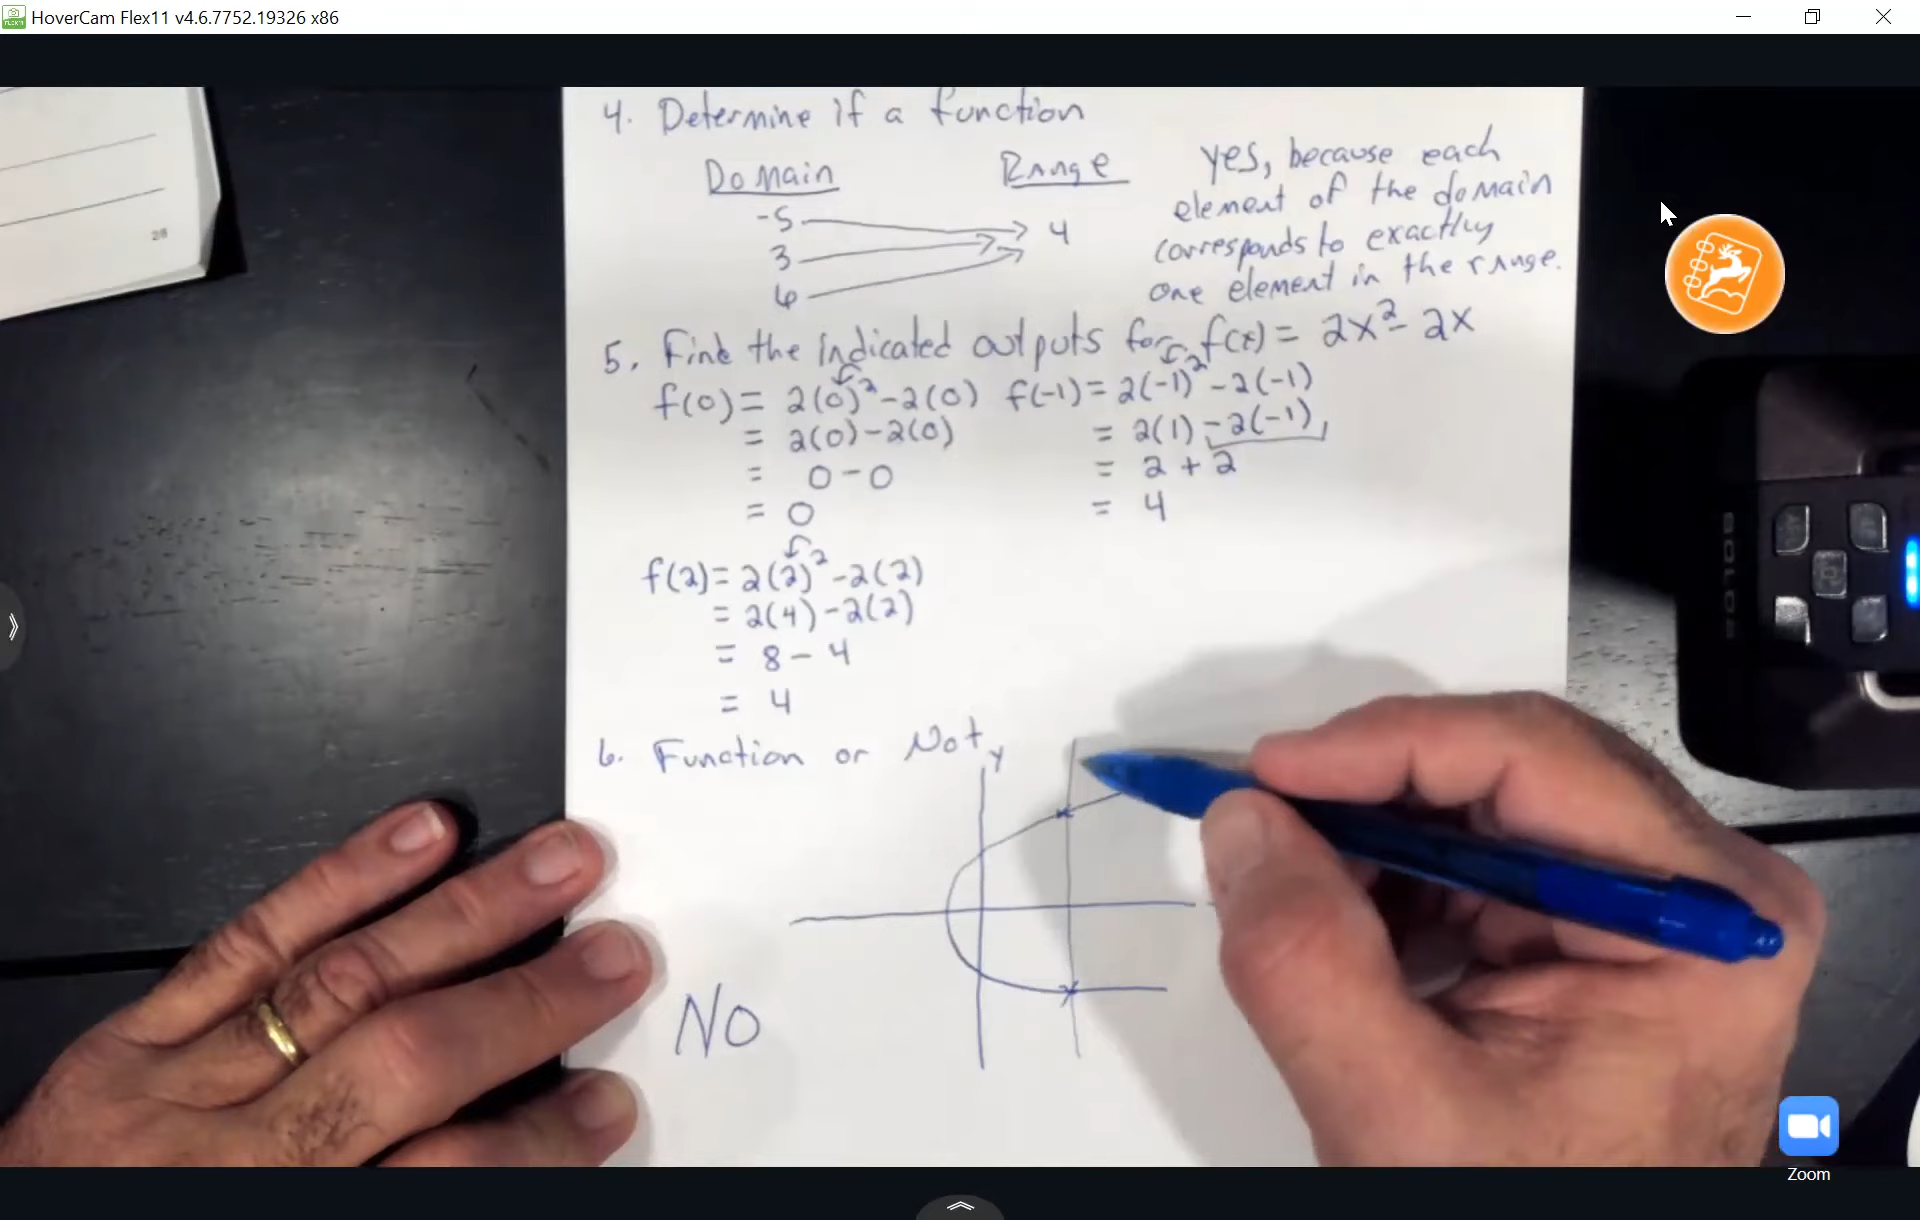 HoverCam Flex11 v4.6.7752.19326 x86
28
4. Determine if a function
Domain Range
-5
3
6
4
yes, because each
element of the domain
corresponds to exactly
one element in the range.
5. Find the indicated outputs for f(x) = 2x² - 2x
f(0) = 2(0)² - 2(0)
= 2(0) - 2(0)
= 0 - 0
= 0
f(-1) = 2(-1)² - 2(-1)
= 2(1) - 2(-1)
= 2 + 2
= 4
f(2) = 2(2)² - 2(2)
= 2(4) - 2(2)
= 8 - 4
= 4
6. Function or Not
y
NO
SOLO8
Zoom